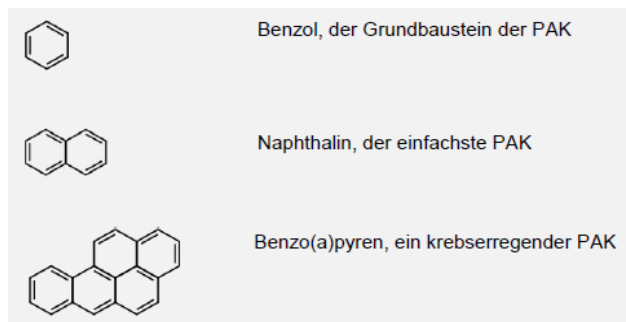 Benzol, der Grundbaustein der PAK
Naphthalin, der einfachste PAK
Benzo(a)pyren, ein krebserregender PAK